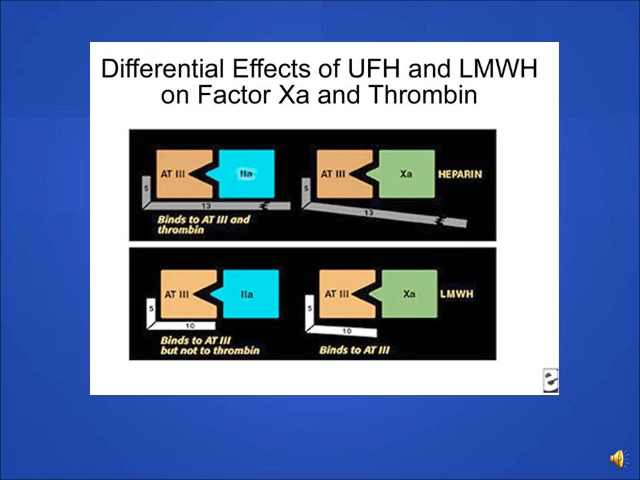 Differential Effects of UFH and LMWH
on Factor Xa and Thrombin
AT III
IIa
5
13
Binds to AT III and
thrombin
AT III
Xa
HEPARIN
5
13
AT III
IIa
5
10
Binds to AT III
but not to thrombin
AT III
Xa
LMWH
5
10
Binds to AT III
e